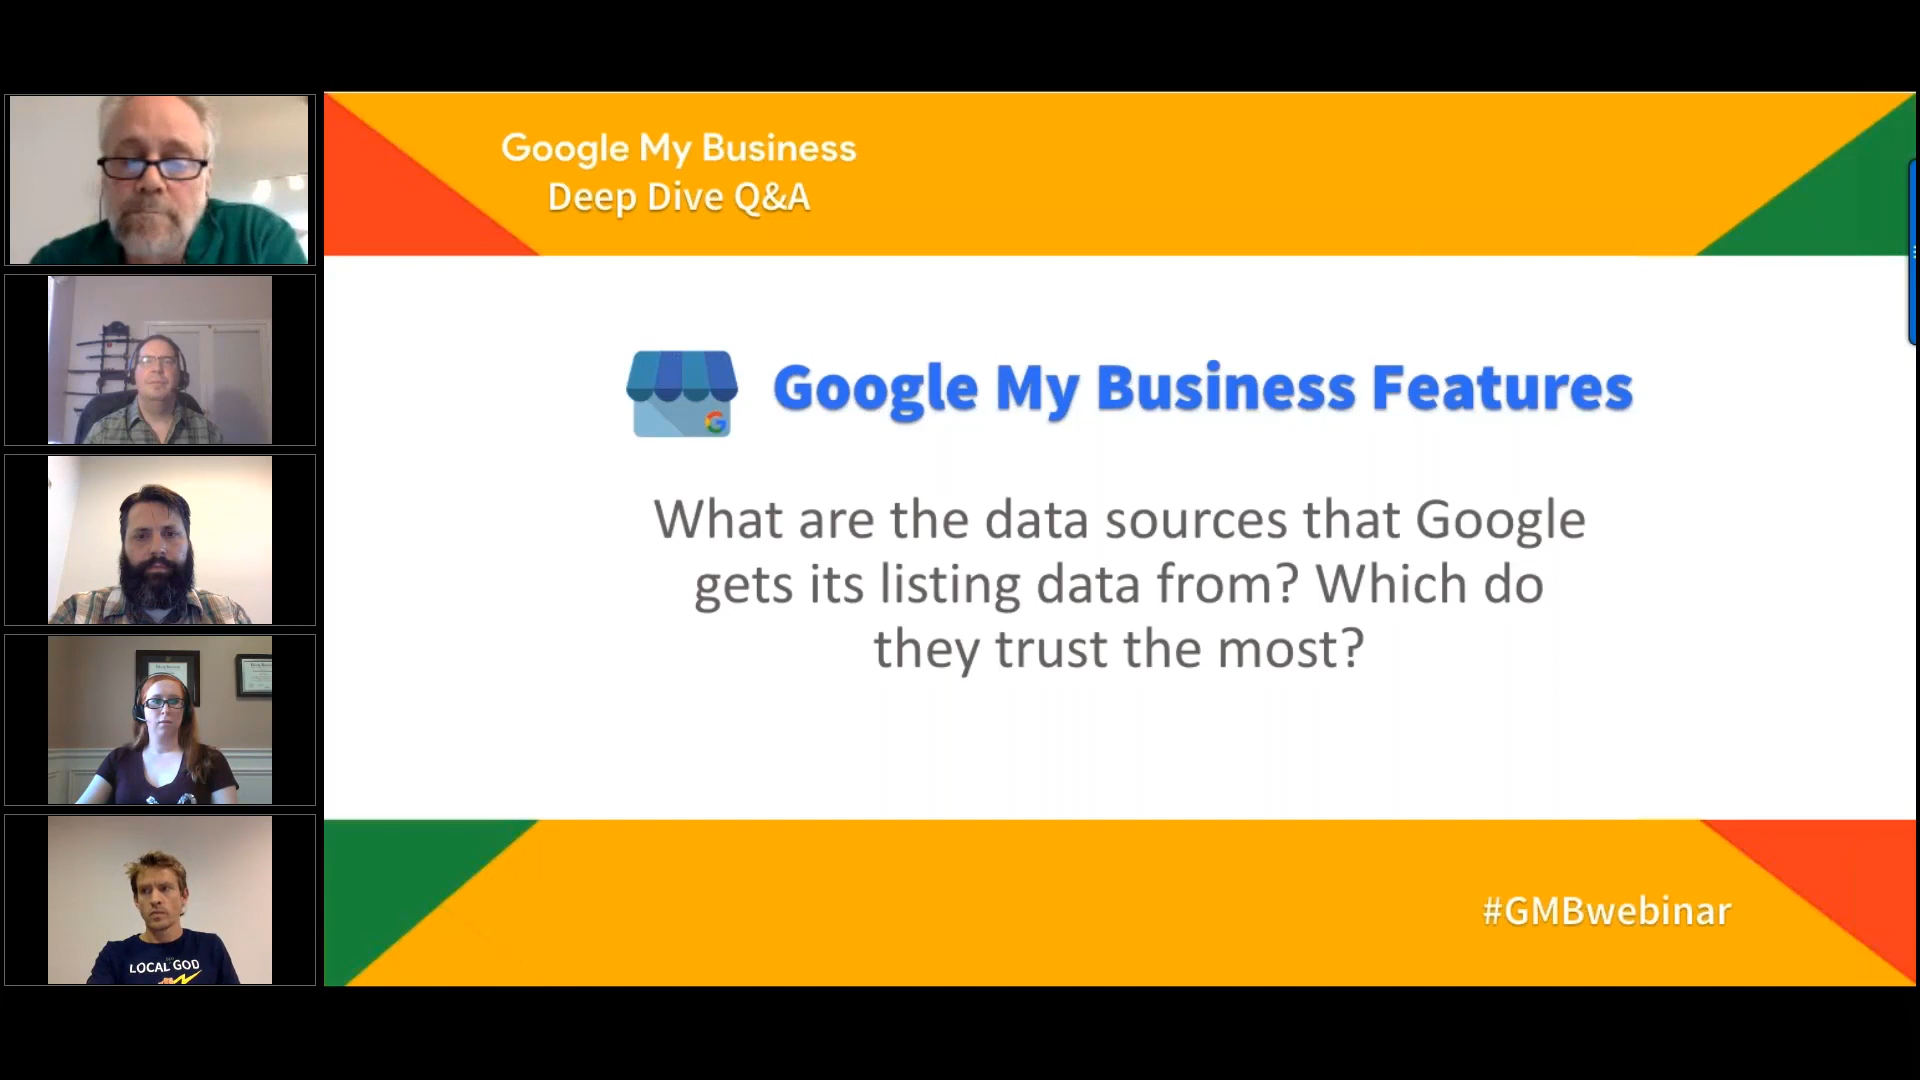 Google My Business
Deep Dive Q&A
Google My Business Features
What are the data sources that Google
gets its listing data from? Which do
they trust the most?
#GMBwebinar
LOCAL GOD